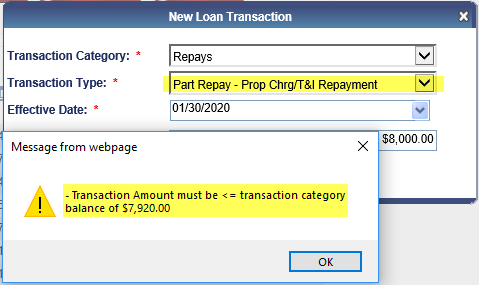 New Loan Transaction
Transaction Category: * Repays
Transaction Type: * Part Repay - Prop Chrg/T&I Repayment
Effective Date: * 01/30/2020
$8,000.00
Message from webpage
- Transaction Amount must be <= transaction category
balance of $7,920.00
OK